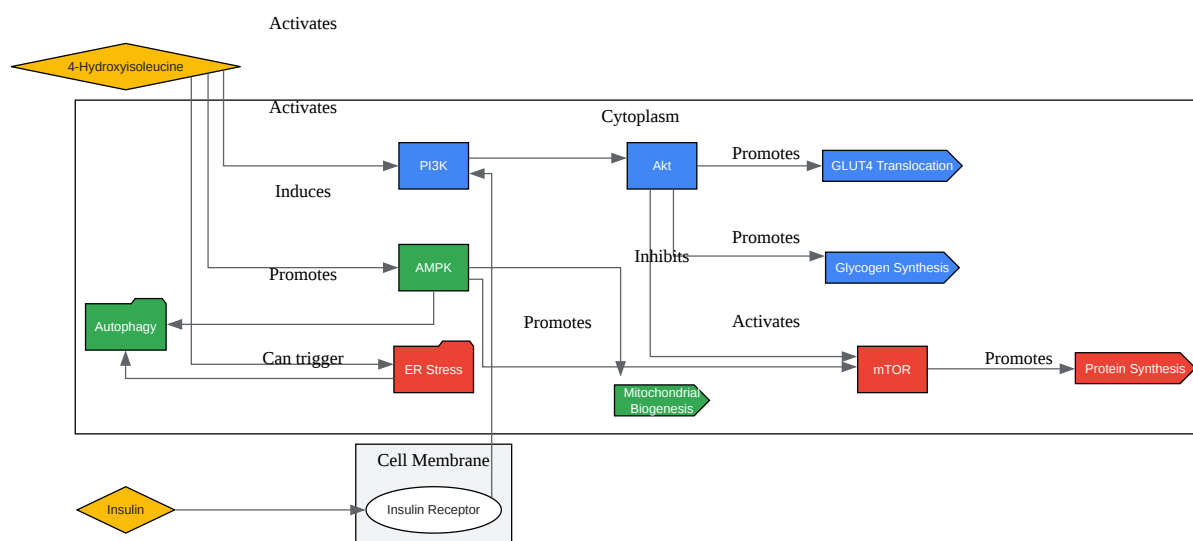 Activates
4-Hydroxyisoleucine
Activates
Cytoplasm
PI3K
Akt
Promotes
GLUT4 Translocation
Induces
Promotes
Inhibits
AMPK
Promotes
Glycogen Synthesis
Autophagy
Promotes
Activates
Can trigger
ER Stress
mTOR
Promotes
Protein Synthesis
Mitochondrial
Biogenesis
Cell Membrane
Insulin
Insulin Receptor